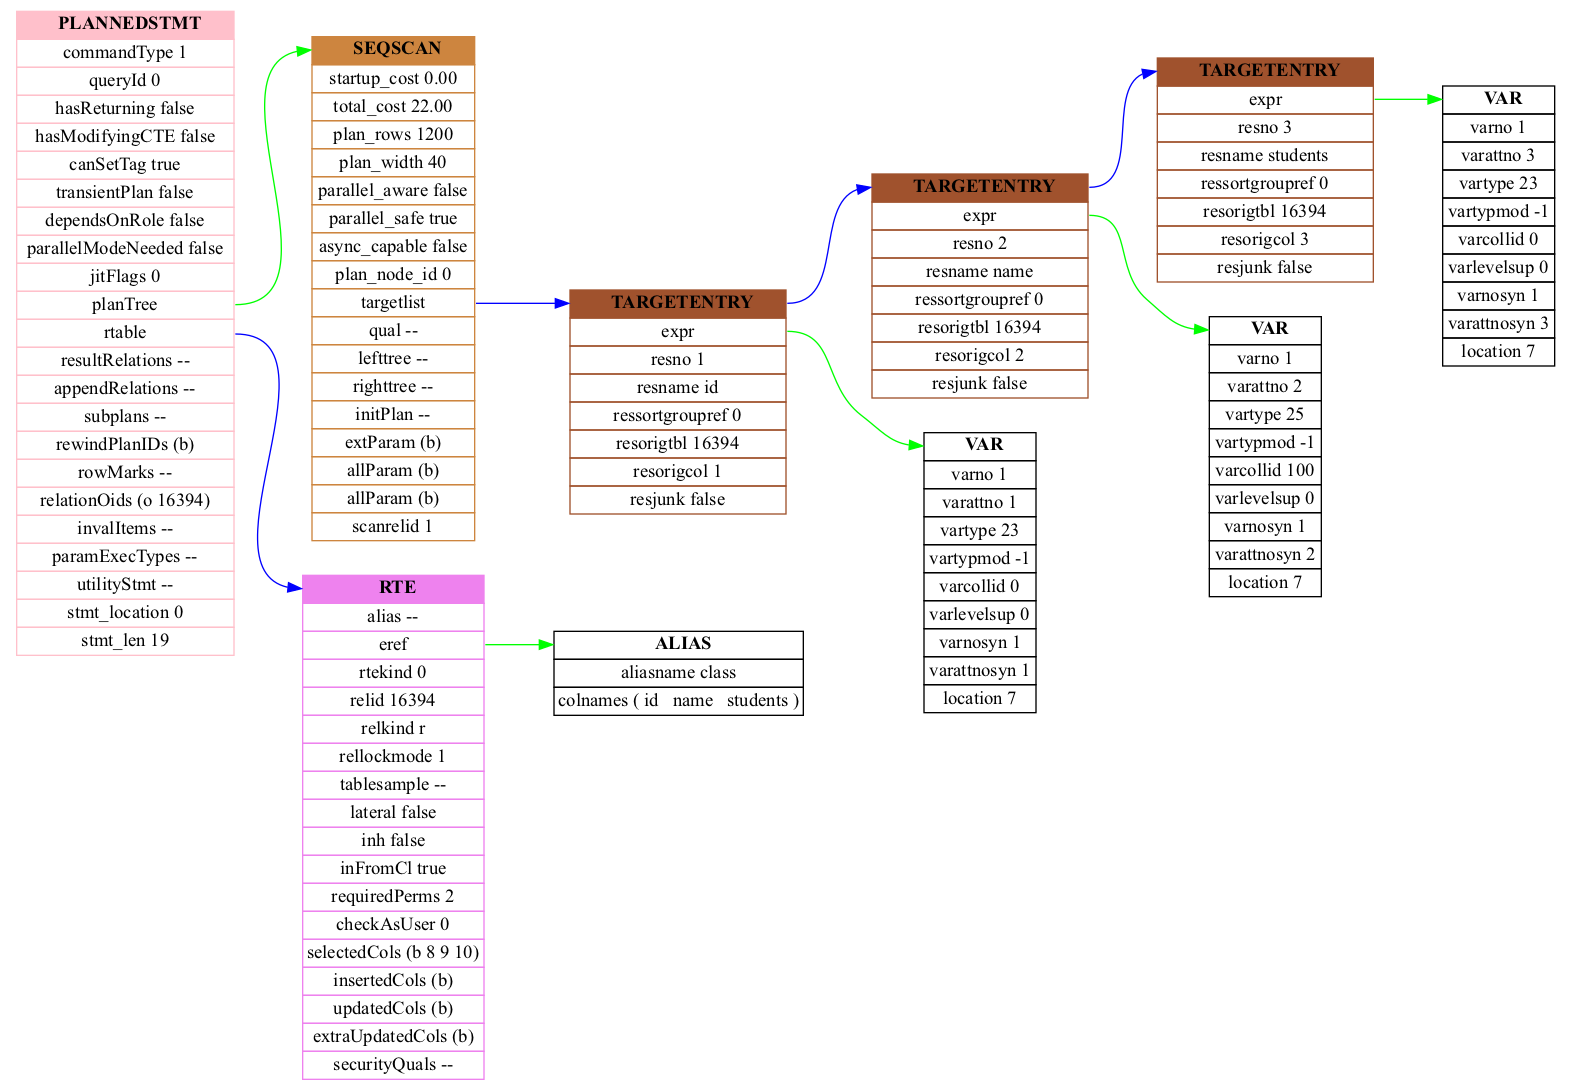 PLANNEDSTMT
commandType 1
queryId 0
hasReturning false
hasModifyingCTE false
canSetTag true
transientPlan false
dependsOnRole false
parallelModeNeeded false
jitFlags 0
planTree
rtable
resultRelations --
appendRelations --
subplans --
rewindPlanIDs (b)
rowMarks --
relationOids (o 16394)
invalItems --
paramExecTypes --
utilityStmt --
stmt_location 0
stmt_len 19
SEQSCAN
startup_cost 0.00
total_cost 22.00
plan_rows 1200
plan_width 40
parallel_aware false
parallel_safe true
async_capable false
plan_node_id 0
targetlist
qual --
lefttree --
righttree --
initPlan --
extParam (b)
allParam (b)
allParam (b)
scanrelid 1
RTE
alias --
eref
rtekind 0
relid 16394
relkind r
rellockmode 1
tablesample --
lateral false
inh false
inFromCl true
requiredPerms 2
checkAsUser 0
selectedCols (b 8 9 10)
insertedCols (b)
updatedCols (b)
extraUpdatedCols (b)
securityQuals --
ALIAS
aliasname class
colnames ( id name students )
TARGETENTRY
expr
resno 1
resname id
ressortgroupref 0
resorigtbl 16394
resorigcol 1
resjunk false
VAR
varno 1
varattno 1
vartype 23
vartypmod -1
varcollid 0
varlevelsup 0
varnosyn 1
varattnosyn 1
location 7
TARGETENTRY
expr
resno 2
resname name
ressortgroupref 0
resorigtbl 16394
resorigcol 2
resjunk false
VAR
varno 1
varattno 2
vartype 25
vartypmod -1
varcollid 100
varlevelsup 0
varnosyn 1
varattnosyn 2
location 7
TARGETENTRY
expr
resno 3
resname students
ressortgroupref 0
resorigtbl 16394
resorigcol 3
resjunk false
VAR
varno 1
varattno 3
vartype 23
vartypmod -1
varcollid 0
varlevelsup 0
varnosyn 1
varattnosyn 3
location 7